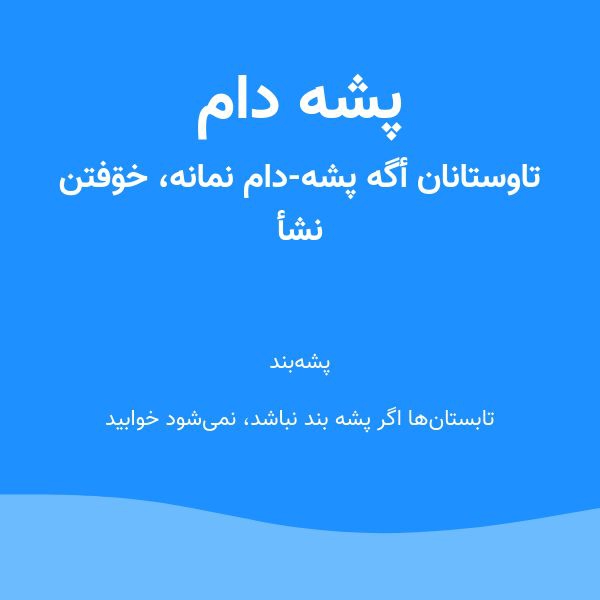 پشه دام
تاوستانان أگه پشه-دام نمانه، خۊفتن
نشأ
پشه‌بند
تابستان‌ها اگر پشه بند نباشد، نمی‌شود خوابید